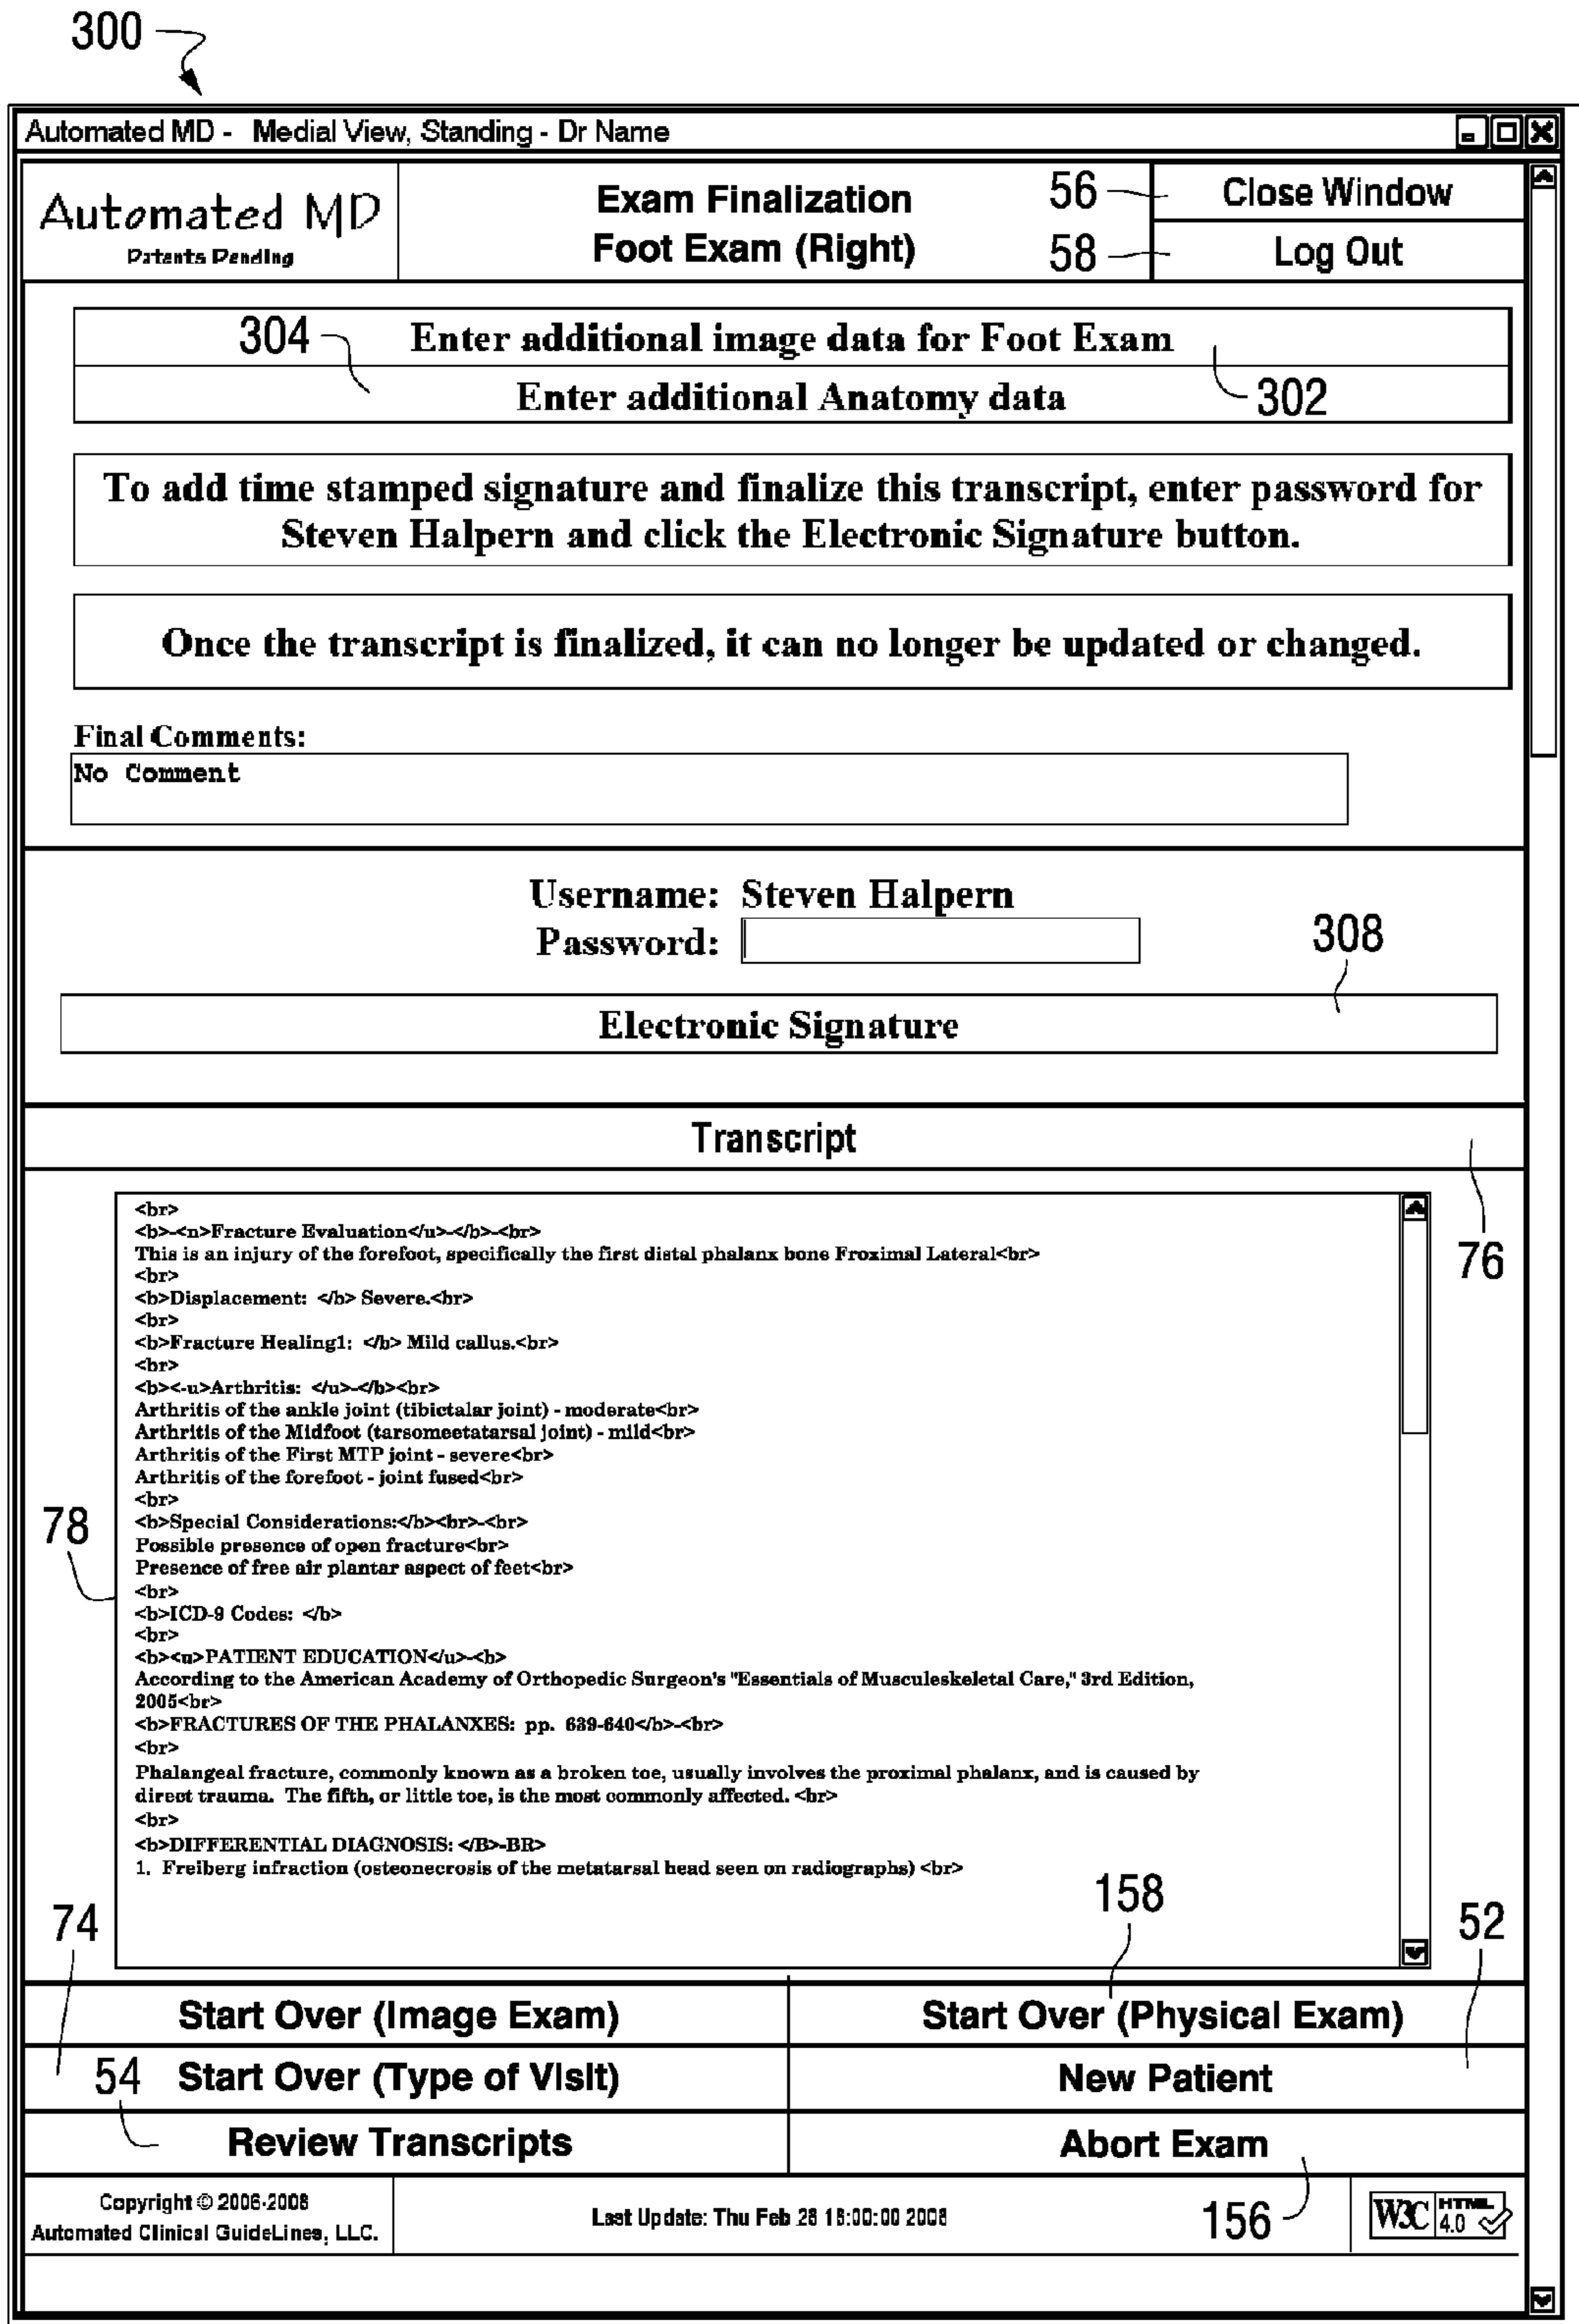 300
Automated MD - Medial View, Standing - Dr Name
Automated MD
Patents Pending
Exam Finalization
Foot Exam (Right)
56
Close Window
58
Log Out
304
Enter additional image data for Foot Exam
Enter additional Anatomy data
302
To add time stamped signature and finalize this transcript, enter password for
Steven Halpern and click the Electronic Signature button.
Once the transcript is finalized, it can no longer be updated or changed.
Final Comments:
No Comment
Username: Steven Halpern
Password:
308
Electronic Signature
Transcript
76
78
<br>
<b>-<n>Fracture Evaluation</u>-</b>-<br>
This is an injury of the forefoot, specifically the first distal phalanx bone Froximal Lateral<br>
<br>
<b>Displacement: </b> Severe.<br>
<br>
<b>Fracture Healing1: </b> Mild callus.<br>
<br>
<b><-u>Arthritis: </u>-</b><br>
Arthritis of the ankle joint (tibictalar joint) - moderate<br>
Arthritis of the Midfoot (tarsomeetatarsal joint) - mild<br>
Arthritis of the First MTP joint - severe<br>
Arthritis of the forefoot - joint fused<br>
<br>
<b>Special Considerations:</b><br>-<br>
Possible presence of open fracture<br>
Presence of free air plantar aspect of feet<br>
<br>
<b>ICD-9 Codes: </b>
<br>
<b><u>PATIENT EDUCATION</u>-<b>
According to the American Academy of Orthopedic Surgeon's "Essentials of Musculeskeletal Care," 3rd Edition,
2005<br>
<b>FRACTURES OF THE PHALANXES: pp. 639-640</b>-<br>
<br>
Phalangeal fracture, commonly known as a broken toe, usually involves the proximal phalanx, and is caused by
direct trauma. The fifth, or little toe, is the most commonly affected. <br>
<br>
<b>DIFFERENTIAL DIAGNOSIS: </B>-BR>
1. Freiberg infraction (osteonecrosis of the metatarsal head seen on radiographs) <br>
158
74
52
Start Over (Image Exam)
Start Over (Physical Exam)
54
Start Over (Type of Visit)
New Patient
Review Transcripts
Abort Exam
Copyright © 2006-2008
Automated Clinical GuideLines, LLC.
Last Update: Thu Feb 28 16:00:00 2008
156
W3C HTML 4.0